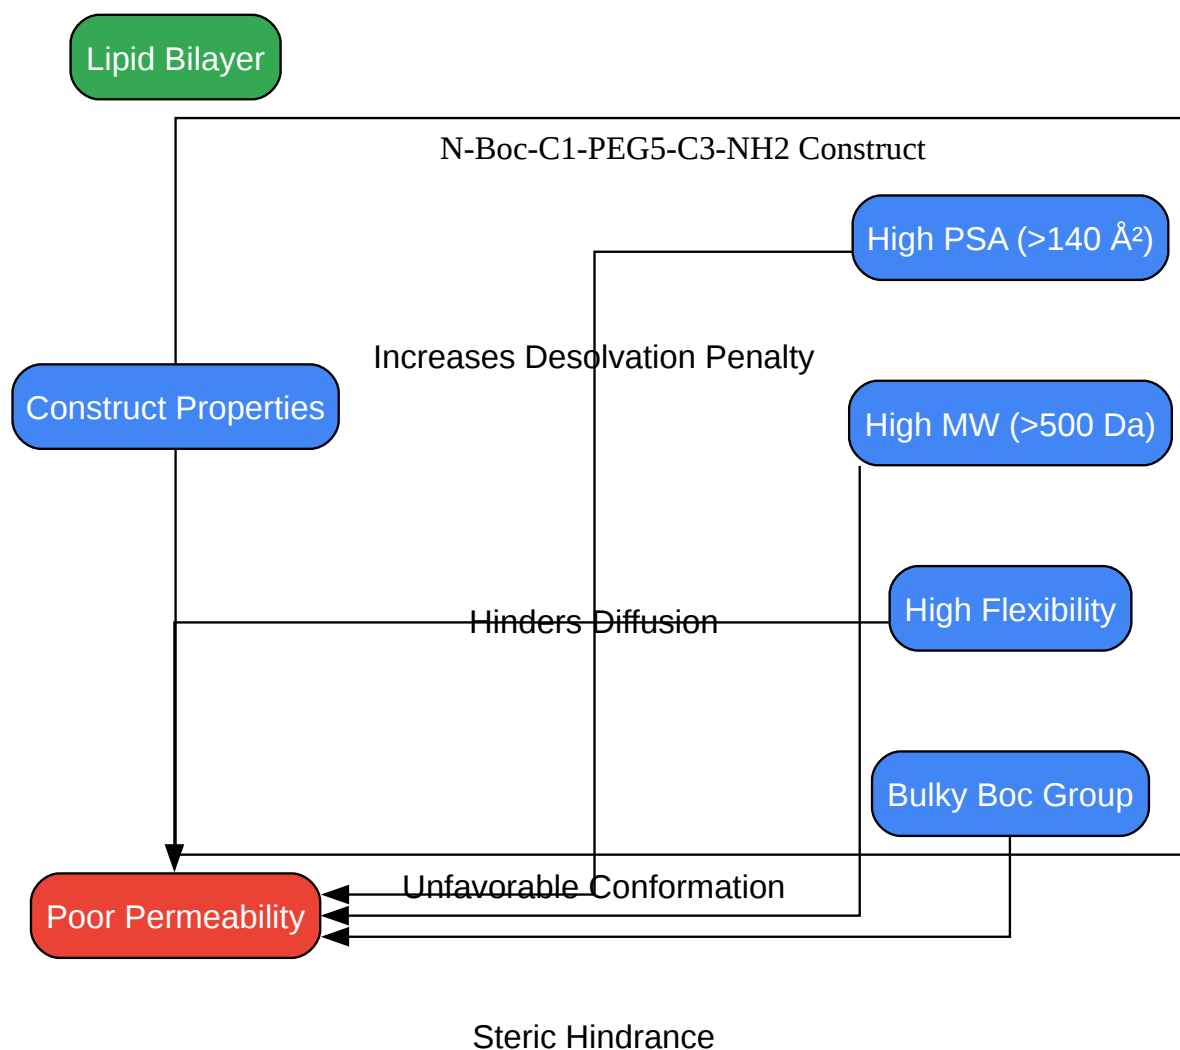 Lipid Bilayer
N-Boc-C1-PEG5-C3-NH2 Construct
High PSA (>140 Å²)
Increases Desolvation Penalty
Construct Properties
High MW (>500 Da)
Hinders Diffusion
High Flexibility
Bulky Boc Group
Unfavorable Conformation
Poor Permeability
Steric Hindrance